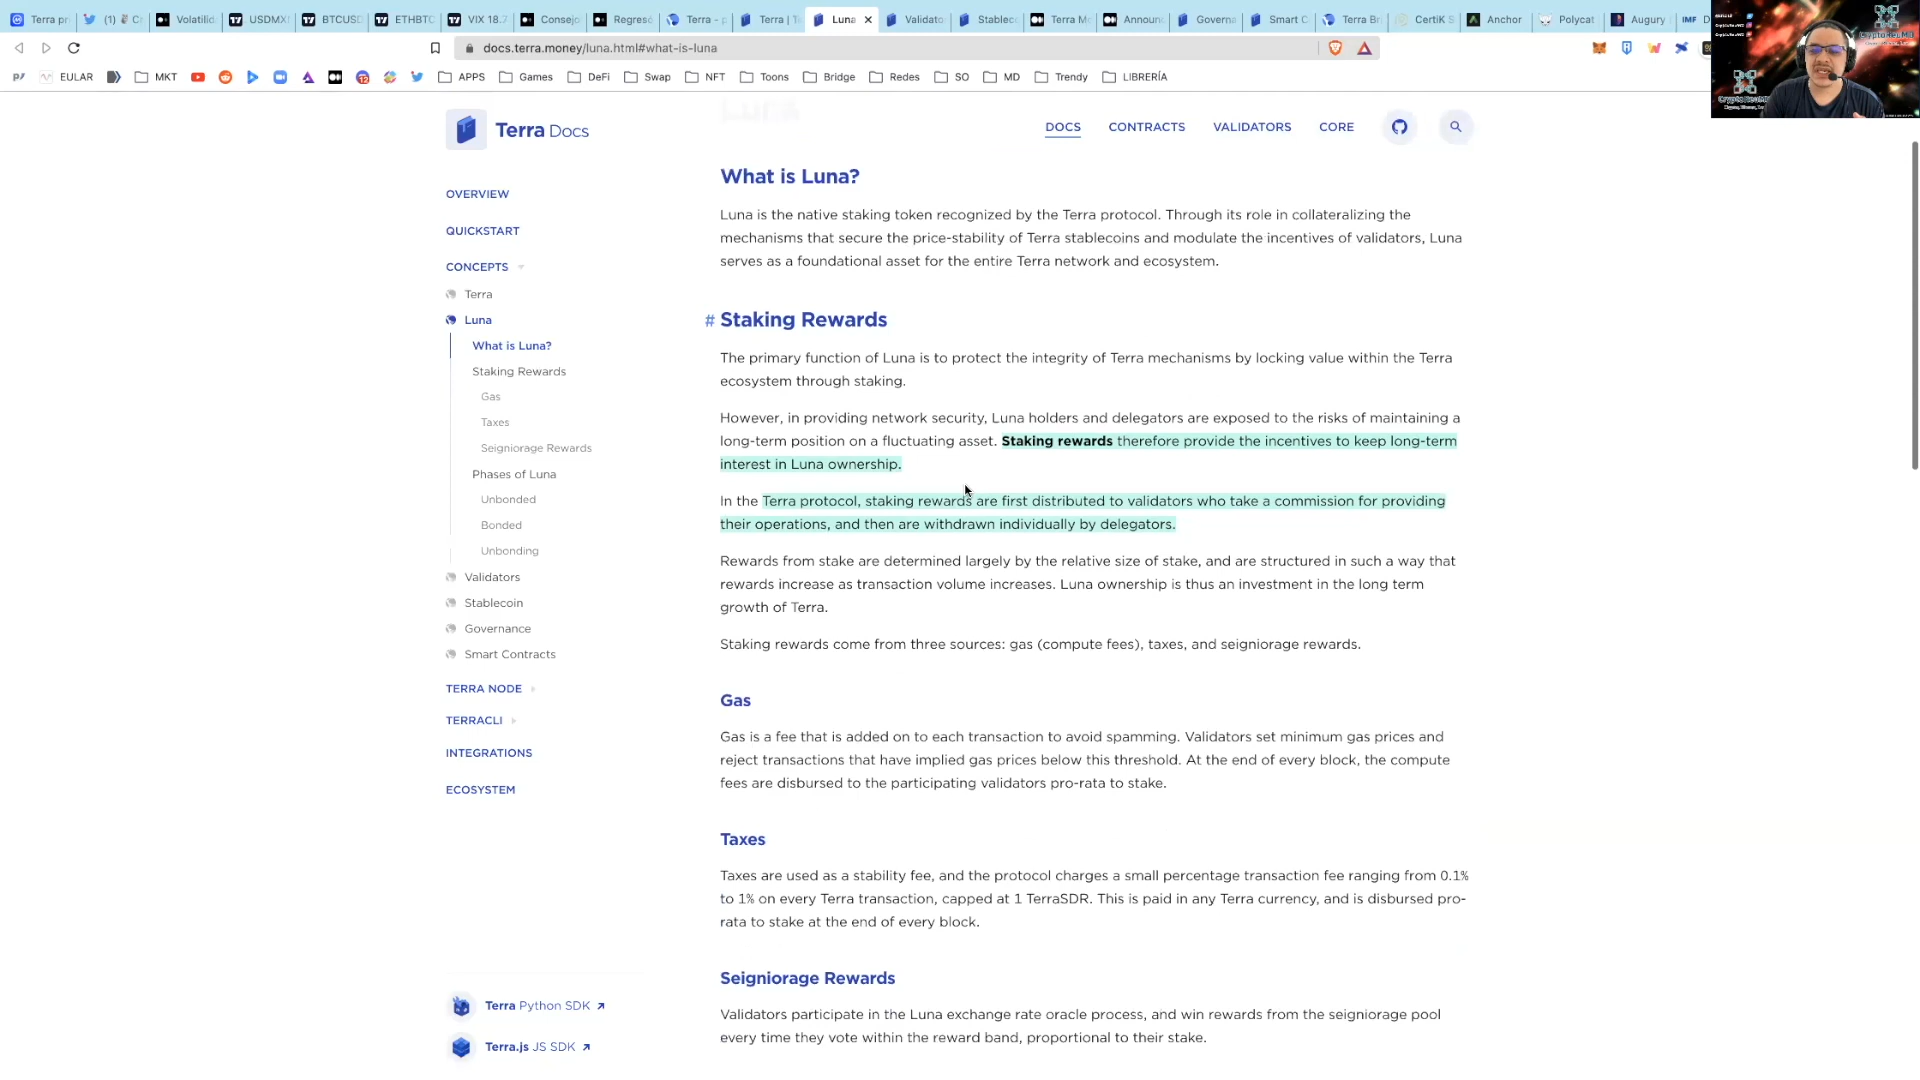 Terra pr
(1)
Volatilid
USDMX
BTCUSD
ETHBTC
VIX 18.7
Consejo
Regreso
Terra - p
Terra | T
Luna
Validato
Stablec
Terra Mo
Announc
Governa
Smart C
Terra Bri
CertiK S
Anchor
Polycat
Augury
IMF
docs.terra.money/luna.html#what-is-luna
EULAR
MKT
12
APPS
Games
DeFi
Swap
NFT
Toons
Bridge
Redes
SO
MD
Trendy
LIBRERÍA
Luna
Terra Docs
DOCS
CONTRACTS
VALIDATORS
CORE
OVERVIEW
QUICKSTART
CONCEPTS
Terra
Luna
What is Luna?
Staking Rewards
Gas
Taxes
Seigniorage Rewards
Phases of Luna
Unbonded
Bonded
Unbonding
Validators
Stablecoin
Governance
Smart Contracts
TERRA NODE
TERRACLI
INTEGRATIONS
ECOSYSTEM
Terra Python SDK
Terra.js JS SDK
What is Luna?
Luna is the native staking token recognized by the Terra protocol. Through its role in collateralizing the
mechanisms that secure the price-stability of Terra stablecoins and modulate the incentives of validators, Luna
serves as a foundational asset for the entire Terra network and ecosystem.
# Staking Rewards
The primary function of Luna is to protect the integrity of Terra mechanisms by locking value within the Terra
ecosystem through staking.
However, in providing network security, Luna holders and delegators are exposed to the risks of maintaining a
long-term position on a fluctuating asset. Staking rewards therefore provide the incentives to keep long-term
interest in Luna ownership.
In the Terra protocol, staking rewards are first distributed to validators who take a commission for providing
their operations, and then are withdrawn individually by delegators.
Rewards from stake are determined largely by the relative size of stake, and are structured in such a way that
rewards increase as transaction volume increases. Luna ownership is thus an investment in the long term
growth of Terra.
Staking rewards come from three sources: gas (compute fees), taxes, and seigniorage rewards.
Gas
Gas is a fee that is added on to each transaction to avoid spamming. Validators set minimum gas prices and
reject transactions that have implied gas prices below this threshold. At the end of every block, the compute
fees are disbursed to the participating validators pro-rata to stake.
Taxes
Taxes are used as a stability fee, and the protocol charges a small percentage transaction fee ranging from 0.1%
to 1% on every Terra transaction, capped at 1 TerraSDR. This is paid in any Terra currency, and is disbursed pro-
rata to stake at the end of every block.
Seigniorage Rewards
Validators participate in the Luna exchange rate oracle process, and win rewards from the seigniorage pool
every time they vote within the reward band, proportional to their stake.